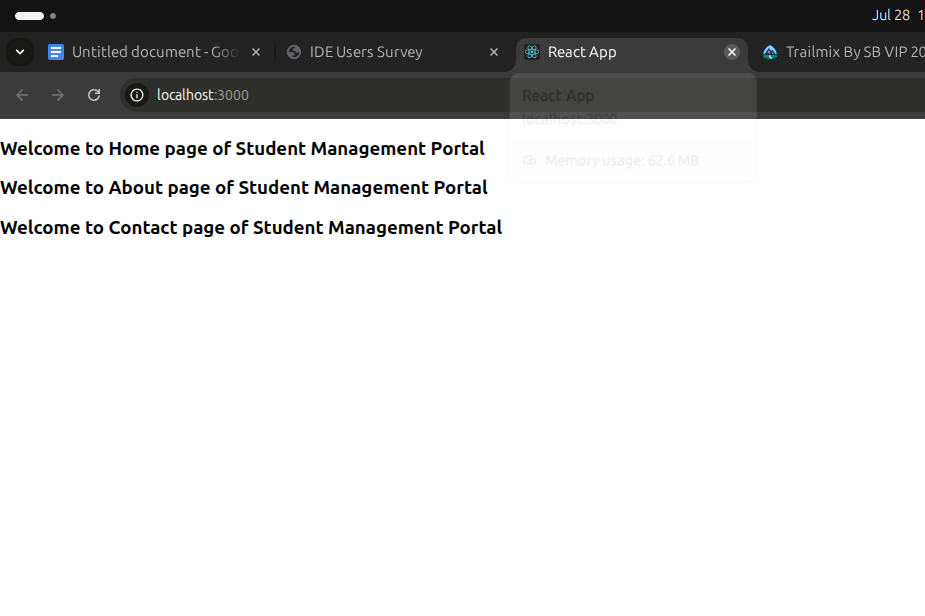 Jul 28 1
Untitled document - Goo
IDE Users Survey
React App
Trailmix By SB VIP 20
localhost:3000
React App
localhost:3000
Memory usage: 62.6 MB
Welcome to Home page of Student Management Portal
Welcome to About page of Student Management Portal
Welcome to Contact page of Student Management Portal